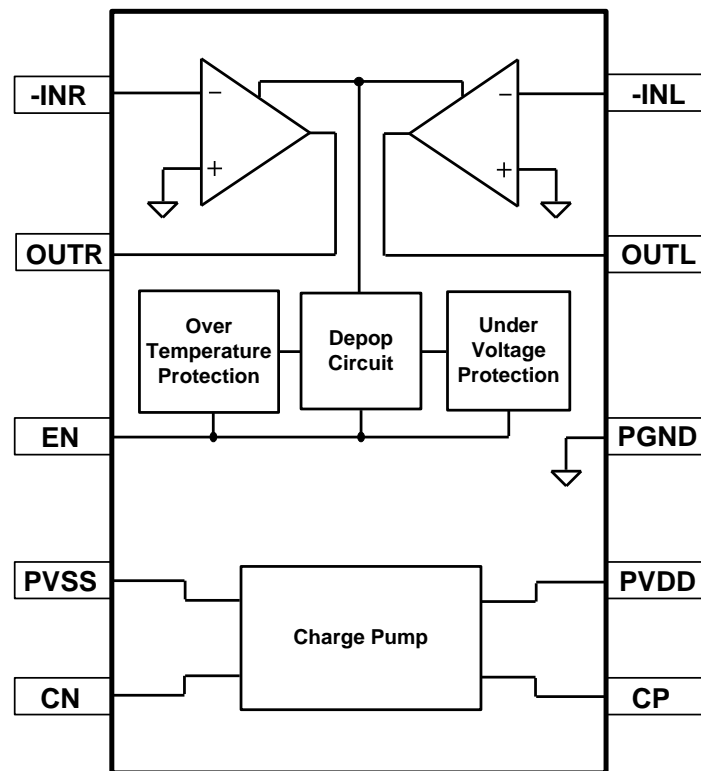 -INR
-INL
−
−
+
+
OUTR
OUTL
Over
Temperature
Protection
Depop
Circuit
Under
Voltage
Protection
EN
PGND
PVSS
PVDD
Charge Pump
CN
CP